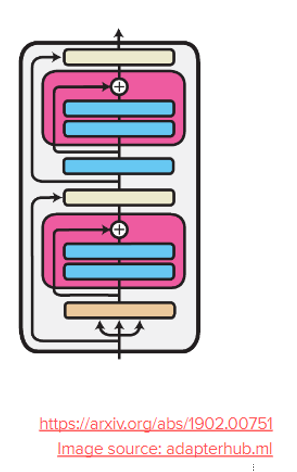 https://arxiv.org/abs/1902.00751
Image source: adapterhub.ml